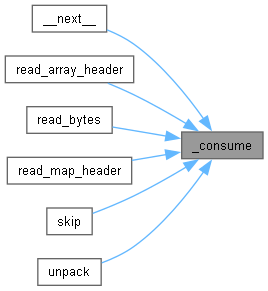 __next__
read_array_header
read_bytes
_consume
read_map_header
skip
unpack